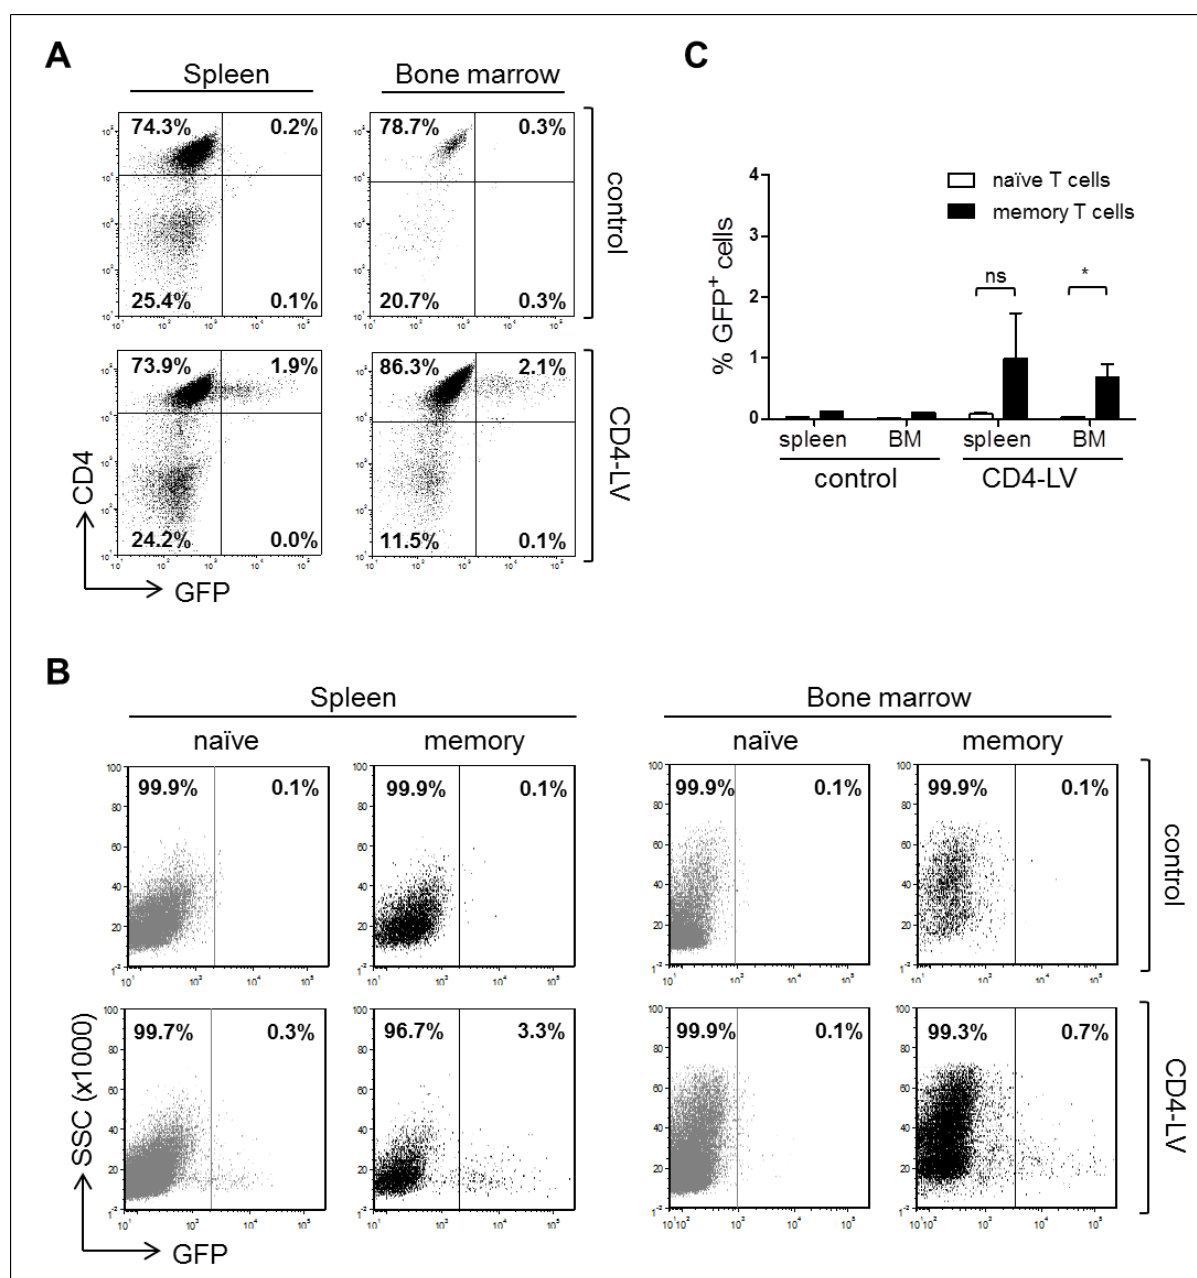 A
Spleen
Bone marrow
74.3%
0.2%
25.4%
0.1%
78.7%
0.3%
20.7%
0.3%
control
73.9%
1.9%
24.2%
0.0%
86.3%
2.1%
11.5%
0.1%
CD4-LV
CD4
GFP
C
% GFP+ cells
4
3
2
1
0
naïve T cells
memory T cells
ns
*
spleen
BM
spleen
BM
control
CD4-LV
B
Spleen
Bone marrow
naïve
memory
naïve
memory
99.9%
0.1%
99.9%
0.1%
99.9%
0.1%
99.9%
0.1%
control
99.7%
0.3%
96.7%
3.3%
99.9%
0.1%
99.3%
0.7%
CD4-LV
SSC (x1000)
GFP